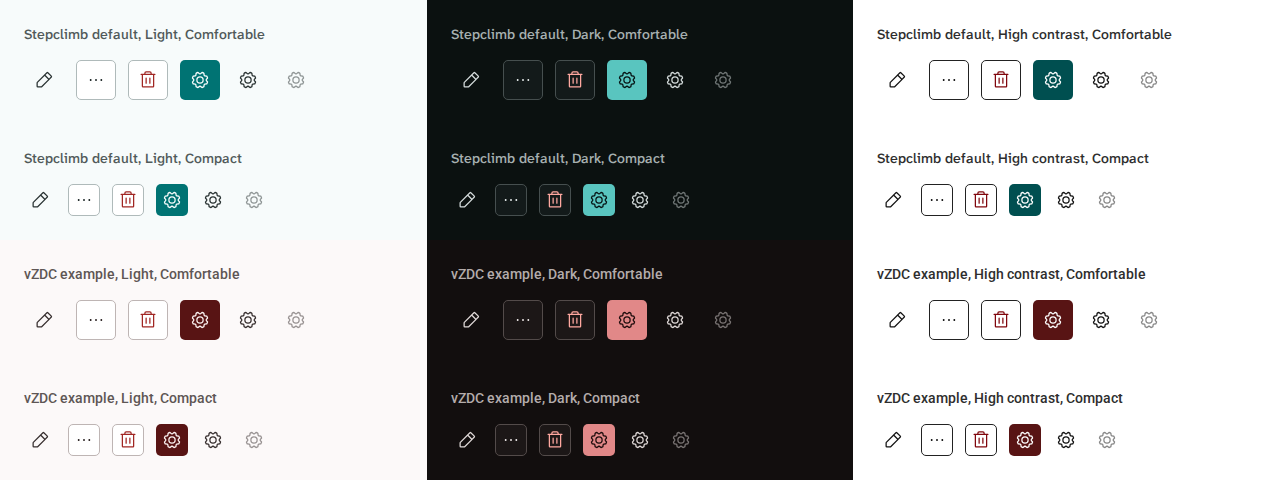 Stepclimb default, Light, Comfortable
Stepclimb default, Dark, Comfortable
Stepclimb default, High contrast, Comfortable
Stepclimb default, Light, Compact
Stepclimb default, Dark, Compact
Stepclimb default, High contrast, Compact
vZDC example, Light, Comfortable
vZDC example, Dark, Comfortable
vZDC example, High contrast, Comfortable
vZDC example, Light, Compact
vZDC example, Dark, Compact
vZDC example, High contrast, Compact